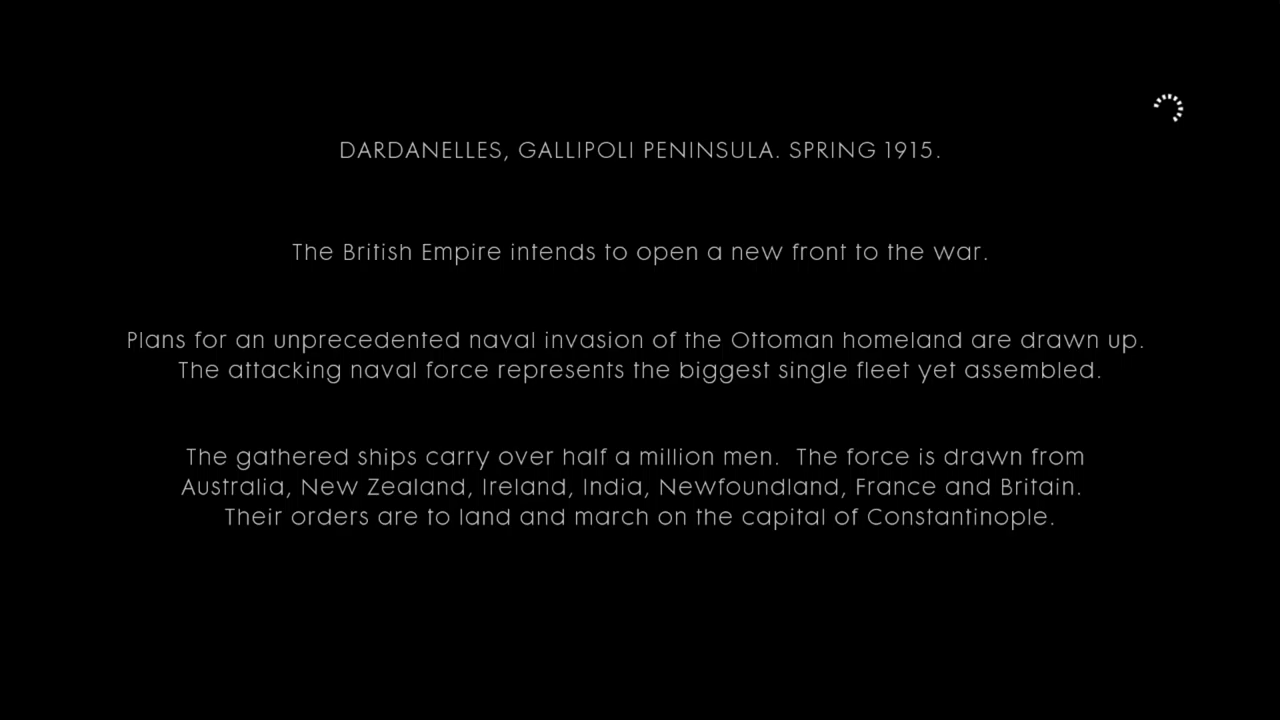 DARDANELLES, GALLIPOLI PENINSULA. SPRING 1915.
The British Empire intends to open a new front to the war.
Plans for an unprecedented naval invasion of the Ottoman homeland are drawn up.
The attacking naval force represents the biggest single fleet yet assembled.
The gathered ships carry over half a million men.  The force is drawn from
Australia, New Zealand, Ireland, India, Newfoundland, France and Britain.
Their orders are to land and march on the capital of Constantinople.